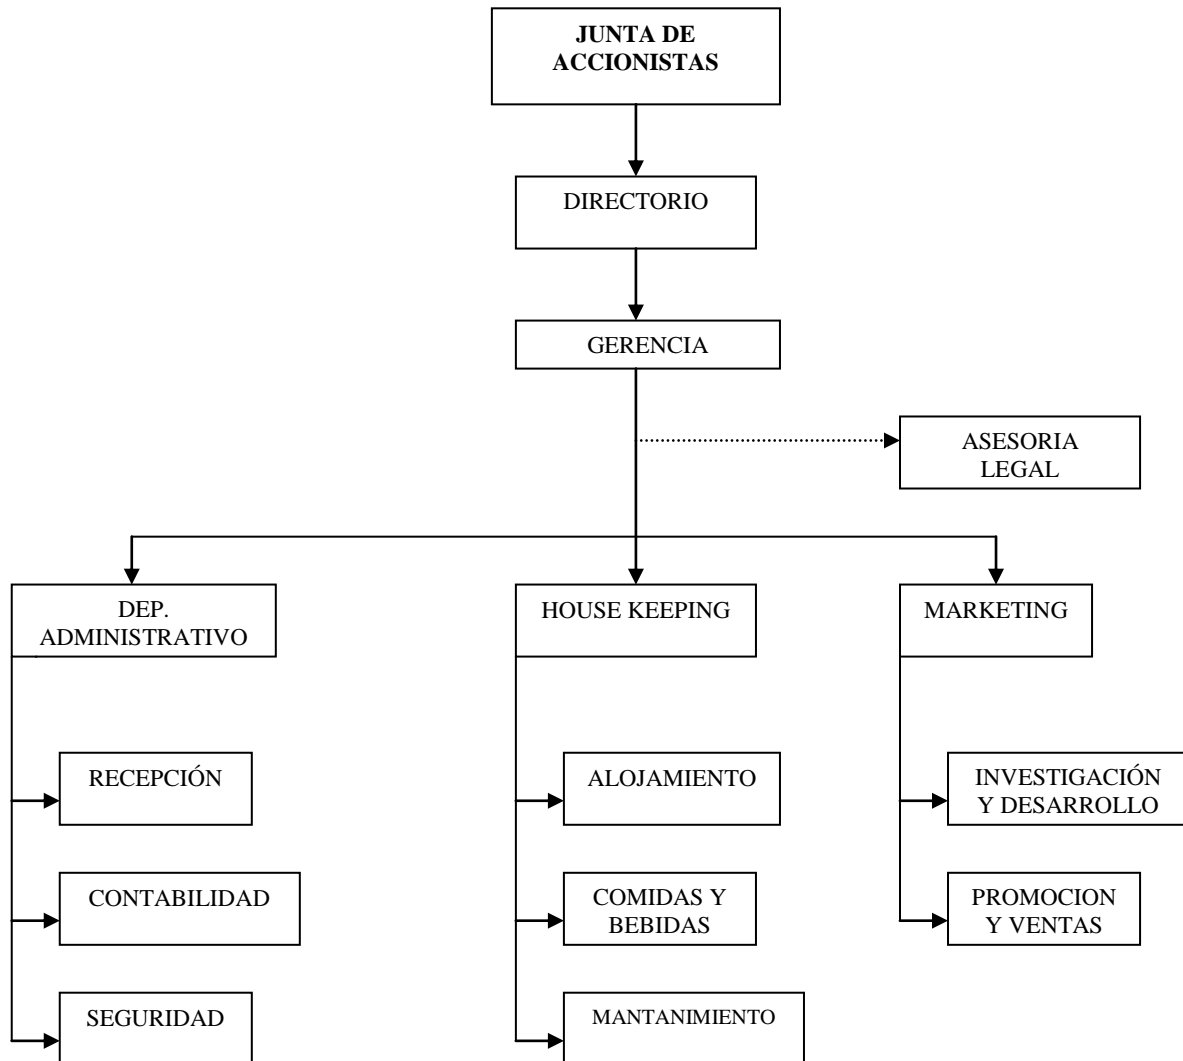 JUNTA DE
ACCIONISTAS
DIRECTORIO
GERENCIA
ASESORIA
LEGAL
DEP.
ADMINISTRATIVO
HOUSE KEEPING
MARKETING
RECEPCIÓN
ALOJAMIENTO
INVESTIGACIÓN
Y DESARROLLO
CONTABILIDAD
COMIDAS Y
BEBIDAS
PROMOCION
Y VENTAS
SEGURIDAD
MANTANIMIENTO